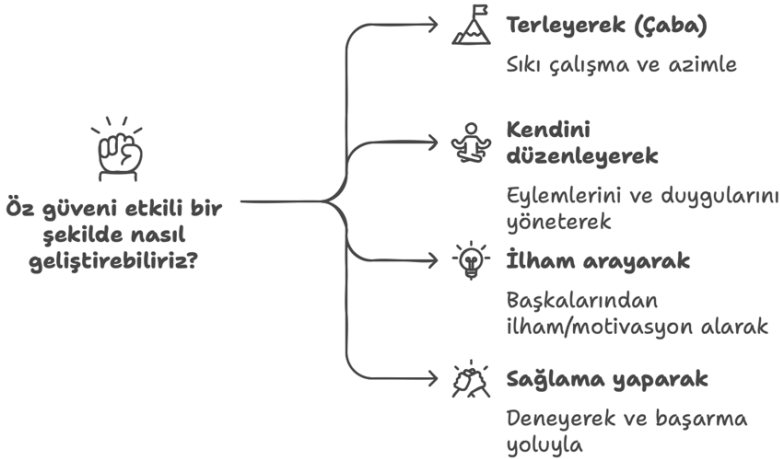 Öz güveni etkili bir
şekilde nasıl
geliştirebiliriz?
Terleyerek (Çaba)
Sıkı çalışma ve azimle
Kendini
düzenleyerek
Eylemlerini ve duygularını
yöneterek
İlham arayarak
Başkalarından
ilham/motivasyon alarak
Sağlama yaparak
Deneyerek ve başarma
yoluyla